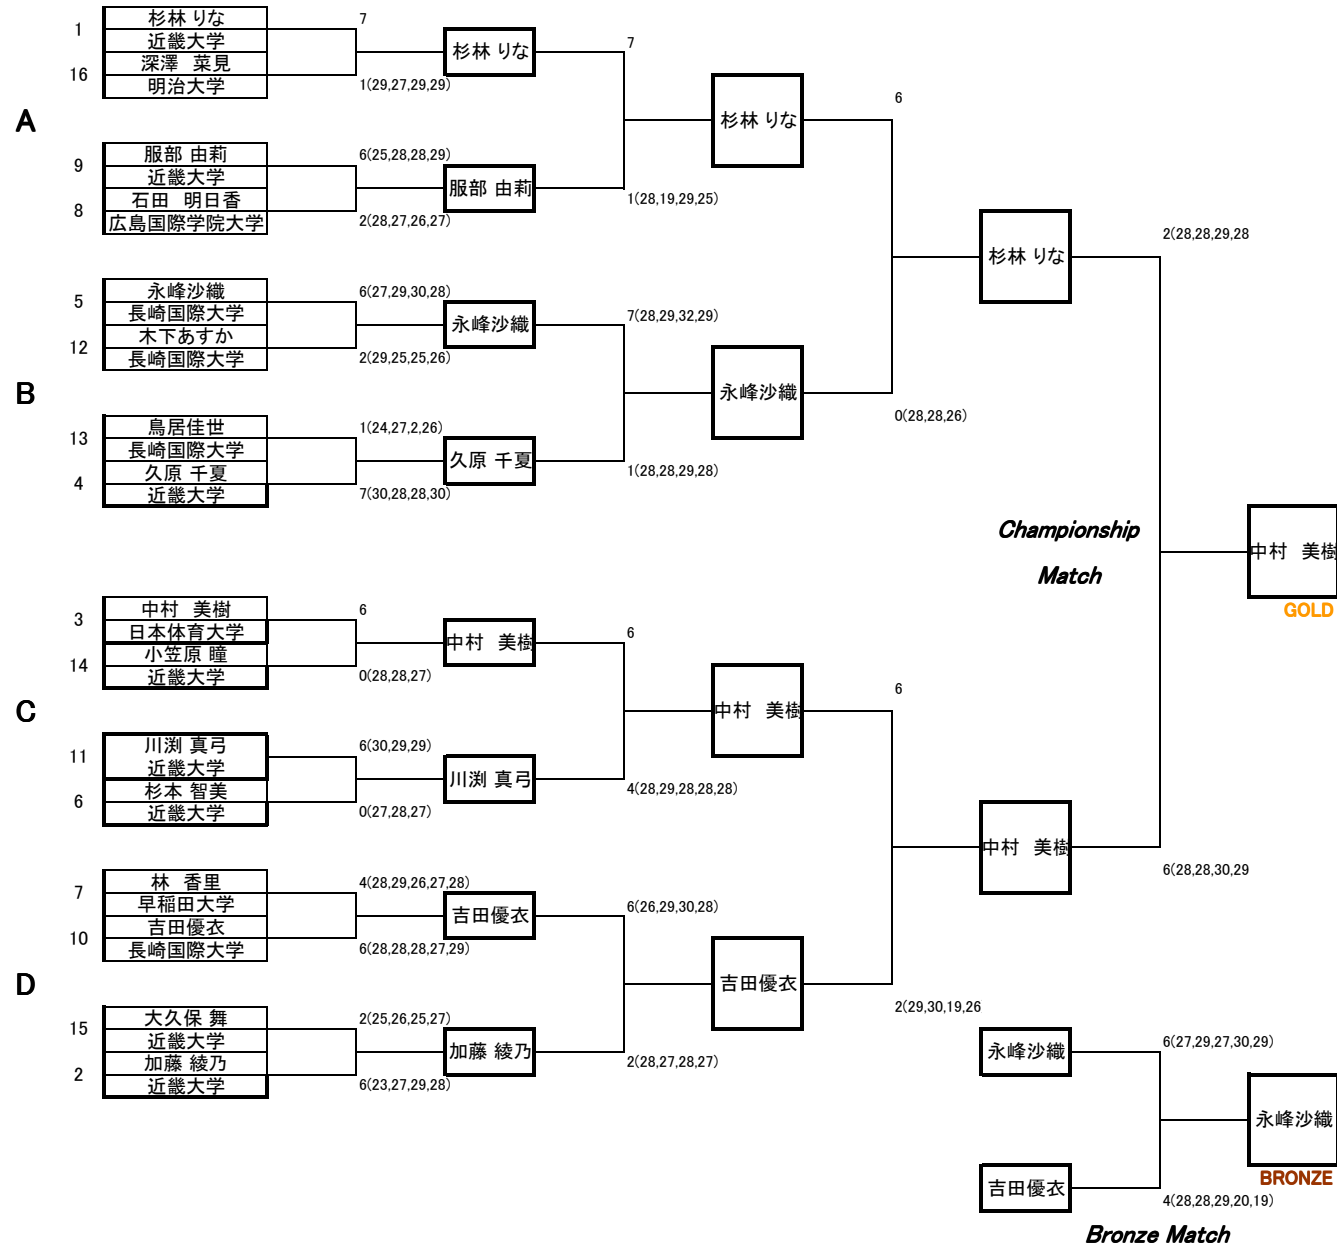 1
杉林 りな
近畿大学
16
深澤　菜見
明治大学
7
1(29,27,29,29)
杉林 りな
A
9
服部 由莉
近畿大学
8
石田　明日香
広島国際学院大学
6(25,28,28,29)
2(28,27,26,27)
服部 由莉
7
1(28,19,29,25)
杉林 りな
5
永峰沙織
長崎国際大学
12
木下あすか
長崎国際大学
6(27,29,30,28)
2(29,25,25,26)
永峰沙織
B
13
鳥居佳世
長崎国際大学
4
久原 千夏
近畿大学
1(24,27,2,26)
7(30,28,28,30)
久原 千夏
7(28,29,32,29)
1(28,28,29,28)
永峰沙織
6
0(28,28,26)
杉林 りな
3
中村　美樹
日本体育大学
14
小笠原 瞳
近畿大学
6
0(28,28,27)
中村　美樹
C
11
川渕 真弓
近畿大学
6
杉本 智美
近畿大学
6(30,29,29)
0(27,28,27)
川渕 真弓
6
4(28,29,28,28,28)
中村　美樹
7
林　香里
早稲田大学
10
吉田優衣
長崎国際大学
4(28,29,26,27,28)
6(28,28,28,27,29)
吉田優衣
D
15
大久保 舞
近畿大学
2
加藤 綾乃
近畿大学
2(25,26,25,27)
6(23,27,29,28)
加藤 綾乃
6(26,29,30,28)
2(28,27,28,27)
吉田優衣
6
2(29,30,19,26
中村　美樹
2(28,28,29,28
6(28,28,30,29
Championship
Match
中村　美樹
GOLD
永峰沙織
吉田優衣
6(27,29,27,30,29)
4(28,28,29,20,19)
永峰沙織
BRONZE
Bronze Match